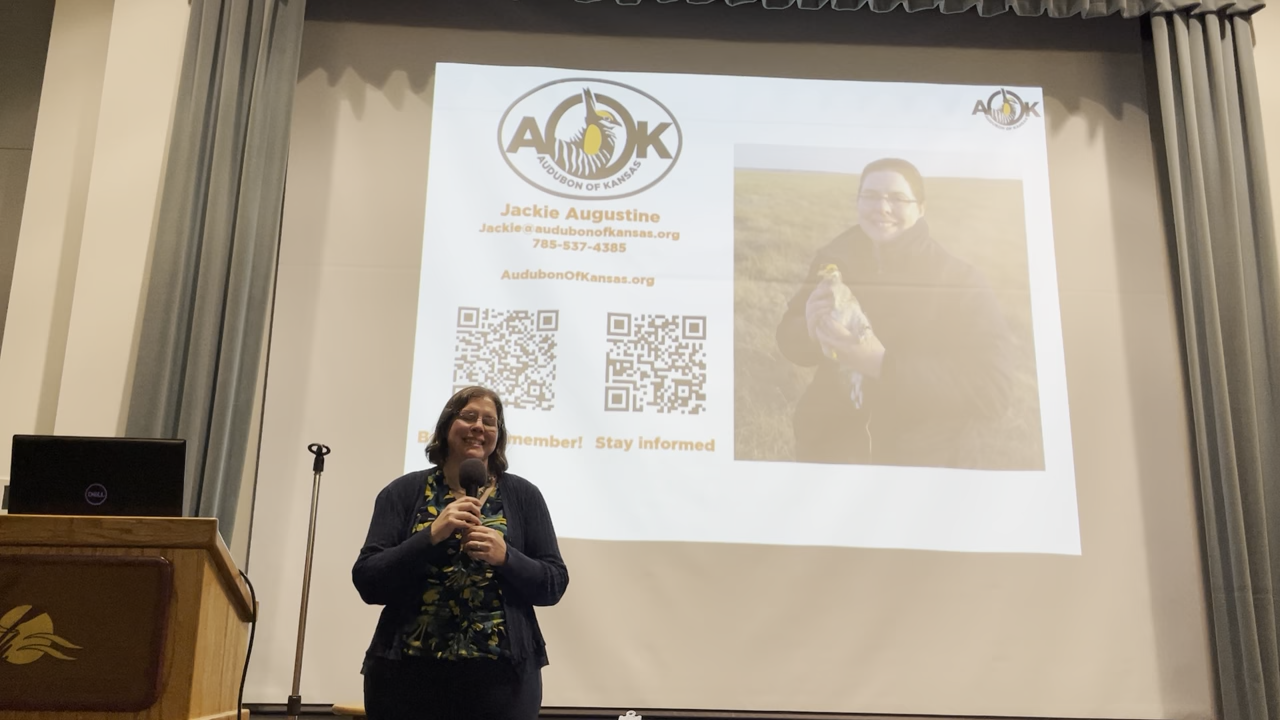 AOK
AUDUBON OF KANSAS
AOK
Jackie Augustine
Jackie@audubonofkansas.org
785-537-4385
AudubonOfKansas.org
member! Stay informed
DELL